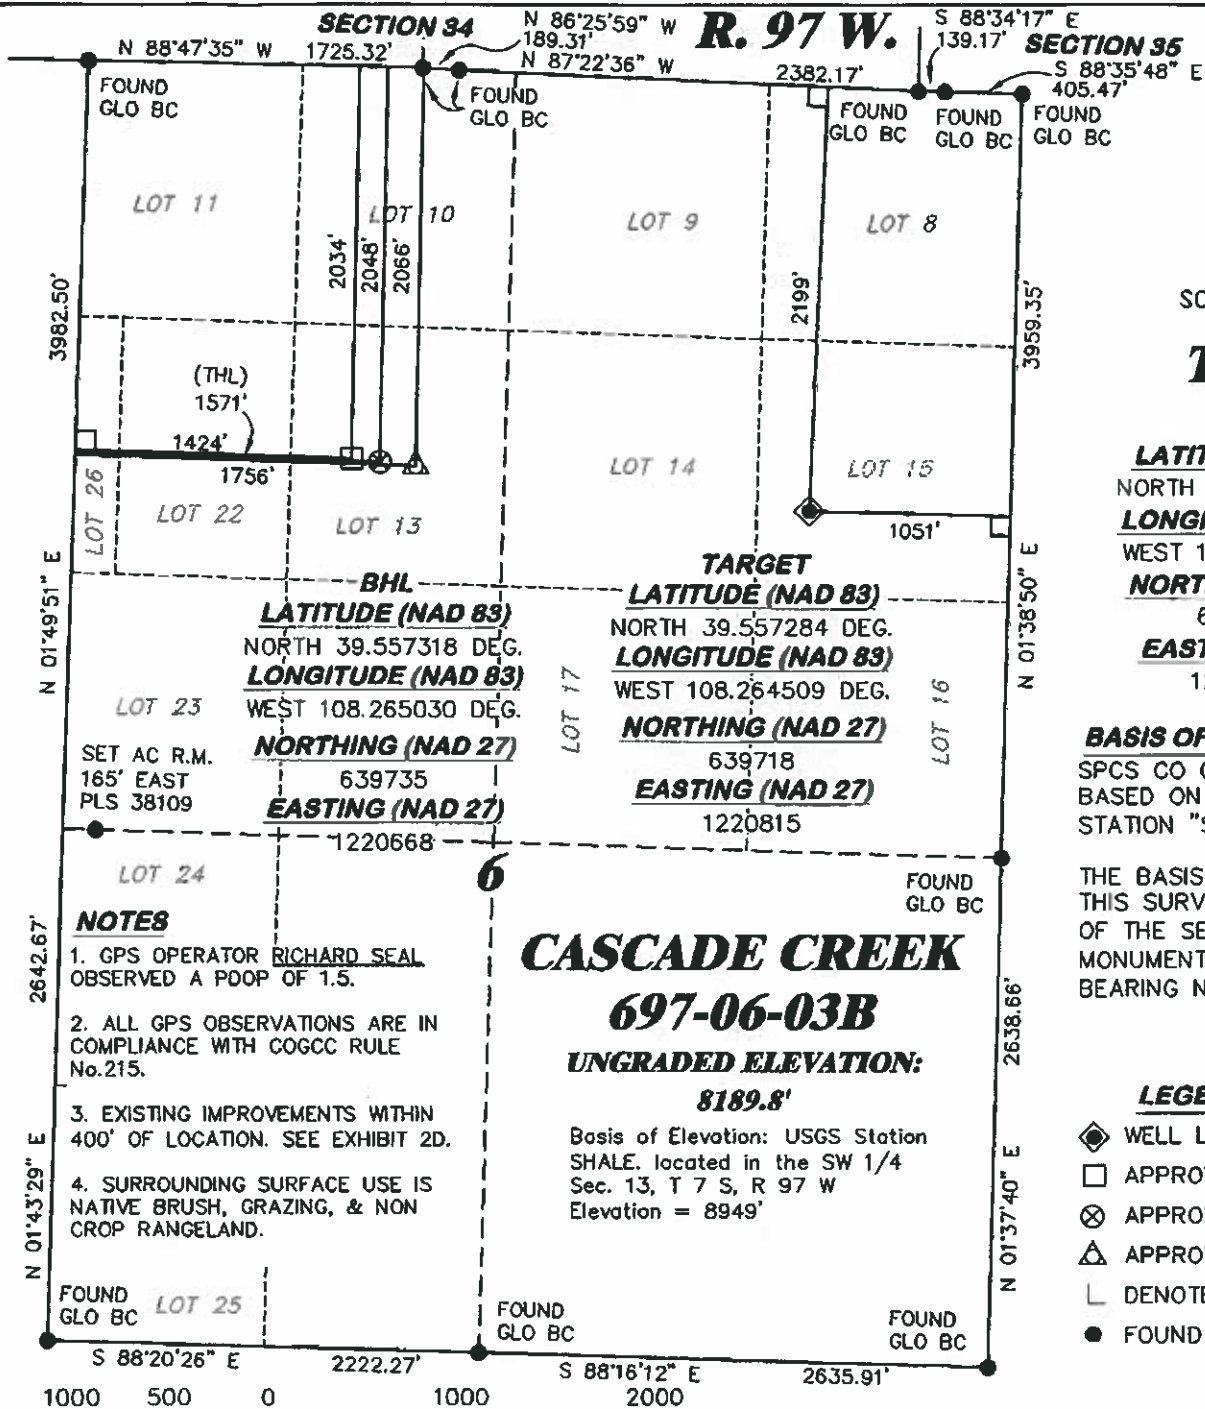 SECTION 34
N 86°25'59" W
189.31'
R. 97 W.
S 88°34'17" E
139.17'
SECTION 35
N 88°47'35" W
1725.32'
N 87°22'36" W
2382.17'
S 88°35'48" E
405.47'
FOUND
GLO BC
FOUND
GLO BC
FOUND
GLO BC
FOUND
GLO BC
FOUND
GLO BC
LOT 11
LOT 10
LOT 9
LOT 8
3982.50'
2034'
2048'
2066'
2199'
3959.35'
(THL)
1571'
1424'
1756'
LOT 26
LOT 22
LOT 13
LOT 14
LOT 15
1051'
N 01°49'51" E
N 01°38'50" E
BHL
LATITUDE (NAD 83)
NORTH 39.557318 DEG.
LONGITUDE (NAD 83)
WEST 108.265030 DEG.
NORTHING (NAD 27)
639735
EASTING (NAD 27)
1220668
TARGET
LATITUDE (NAD 83)
NORTH 39.557284 DEG.
LONGITUDE (NAD 83)
WEST 108.264509 DEG.
NORTHING (NAD 27)
639718
EASTING (NAD 27)
1220815
LOT 23
LOT 17
LOT 16
SET AC R.M.
165' EAST
PLS 38109
LOT 24
6
FOUND
GLO BC
NOTES
1. GPS OPERATOR RICHARD SEAL
OBSERVED A PDOP OF 1.5.
2. ALL GPS OBSERVATIONS ARE IN
COMPLIANCE WITH COGCC RULE
No.215.
3. EXISTING IMPROVEMENTS WITHIN
400' OF LOCATION. SEE EXHIBIT 2D.
4. SURROUNDING SURFACE USE IS
NATIVE BRUSH, GRAZING, & NON
CROP RANGELAND.
2642.67'
N 01°43'29" E
CASCADE CREEK
697-06-03B
UNGRADED ELEVATION:
8189.8'
Basis of Elevation: USGS Station
SHALE. located in the SW 1/4
Sec. 13, T 7 S, R 97 W
Elevation = 8949'
2638.66'
N 01°37'40" E
FOUND
GLO BC
LOT 25
FOUND
GLO BC
FOUND
GLO BC
S 88°20'26" E
2222.27'
S 88°16'12" E
2635.91'
1000 500 0 1000 2000
SC
T
LATIT
NORTH
LONGI
WEST 1
NORT
6
EAST
1
BASIS OF
SPCS CO
BASED ON
STATION "S
THE BASIS
THIS SURV
OF THE SE
MONUMENT
BEARING N
LEGE
WELL L
APPRO
APPRO
APPRO
DENOTE
FOUND